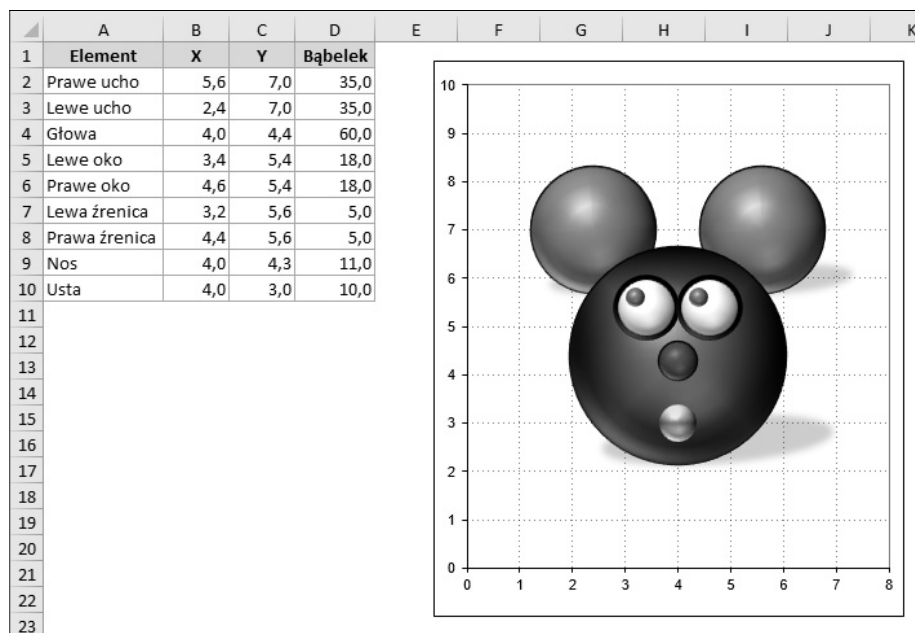 A B C D E F G H I J K
1 Element X Y Bąbelek
2 Prawe ucho 5,6 7,0 35,0
3 Lewe ucho 2,4 7,0 35,0
4 Głowa 4,0 4,4 60,0
5 Lewe oko 3,4 5,4 18,0
6 Prawe oko 4,6 5,4 18,0
7 Lewa źrenica 3,2 5,6 5,0
8 Prawa źrenica 4,4 5,6 5,0
9 Nos 4,0 4,3 11,0
10 Usta 4,0 3,0 10,0
11
12
13
14
15
16
17
18
19
20
21
22
23
10
9
8
7
6
5
4
3
2
1
0
0 1 2 3 4 5 6 7 8